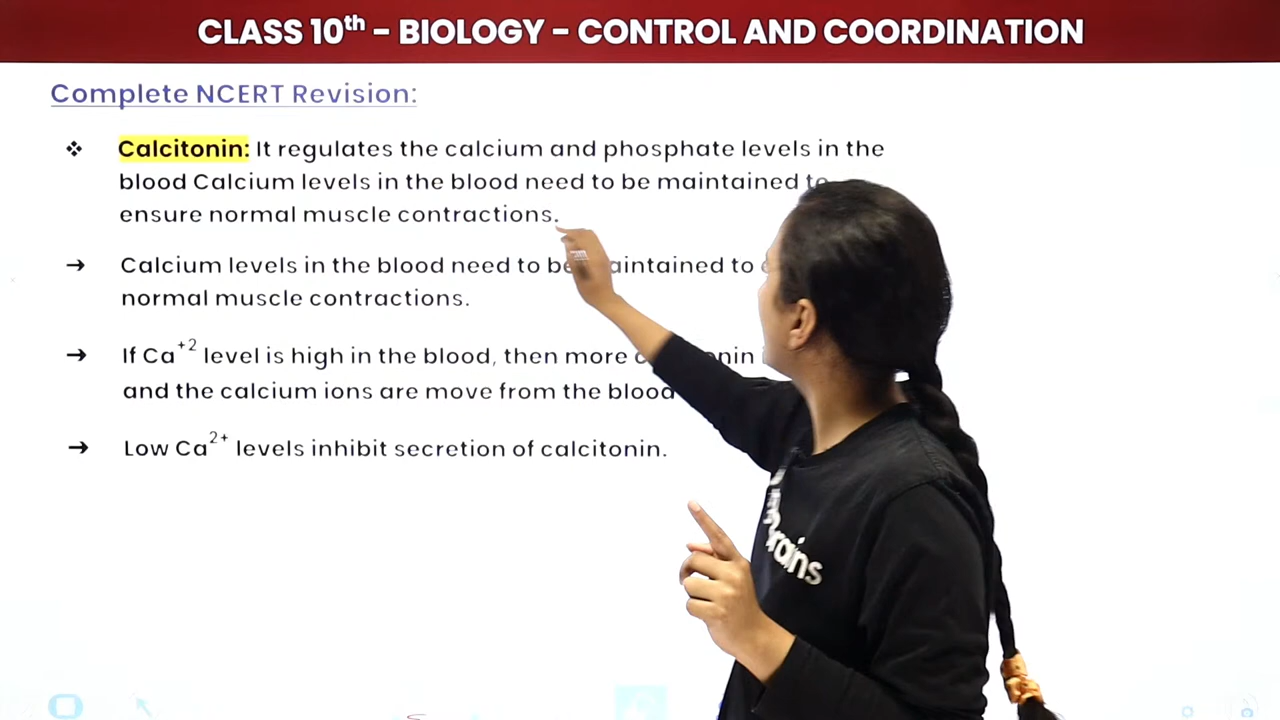 CLASS 10th – BIOLOGY – CONTROL AND COORDINATION
Complete NCERT Revision:
❖ Calcitonin: It regulates the calcium and phosphate levels in the
blood Calcium levels in the blood need to be maintained to
ensure normal muscle contractions.
→ Calcium levels in the blood need to be maintained to
normal muscle contractions.
→ If Ca+2 level is high in the blood, then more
and the calcium ions are move from the blood
→ Low Ca2+ levels inhibit secretion of calcitonin.